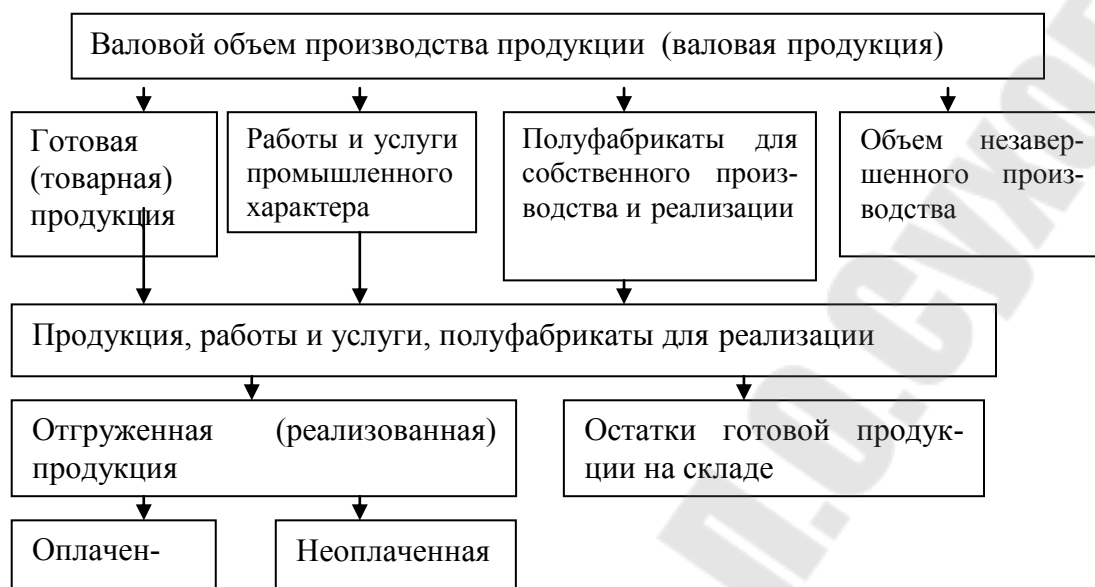 Валовой объем производства продукции (валовая продукция)
Готовая
(товарная)
продукция
Работы и услуги
промышленного
характера
Полуфабрикаты для
собственного произ-
водства и реализации
Объем незавер-
шенного произ-
водства
Продукция, работы и услуги, полуфабрикаты для реализации
Отгруженная (реализованная)
продукция
Остатки готовой продук-
ции на складе
Оплачен-
Неоплаченная